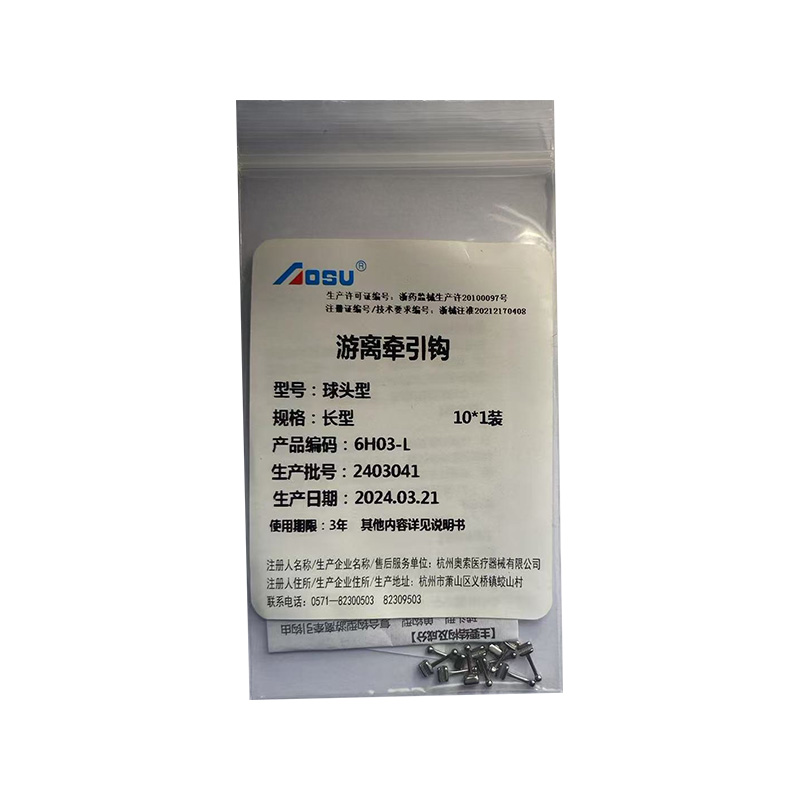 AOSU®
生产许可证编号：浙药监械生产许20100097号
注册证编号/技术要求编号：浙械注准20212170408
游离牵引钩
型号：球头型
规格：长型 10*1装
产品编码：6H03-L
生产批号：2403041
生产日期：2024.03.21
使用期限：3年 其他内容详见说明书
注册人名称/生产企业名称/售后服务单位：杭州奥索医疗器械有限公司
注册人住所/生产企业住所/生产地址：杭州市萧山区义桥镇蛟山村
联系电话：0571—82300503 82309503
【主要结构及成分】